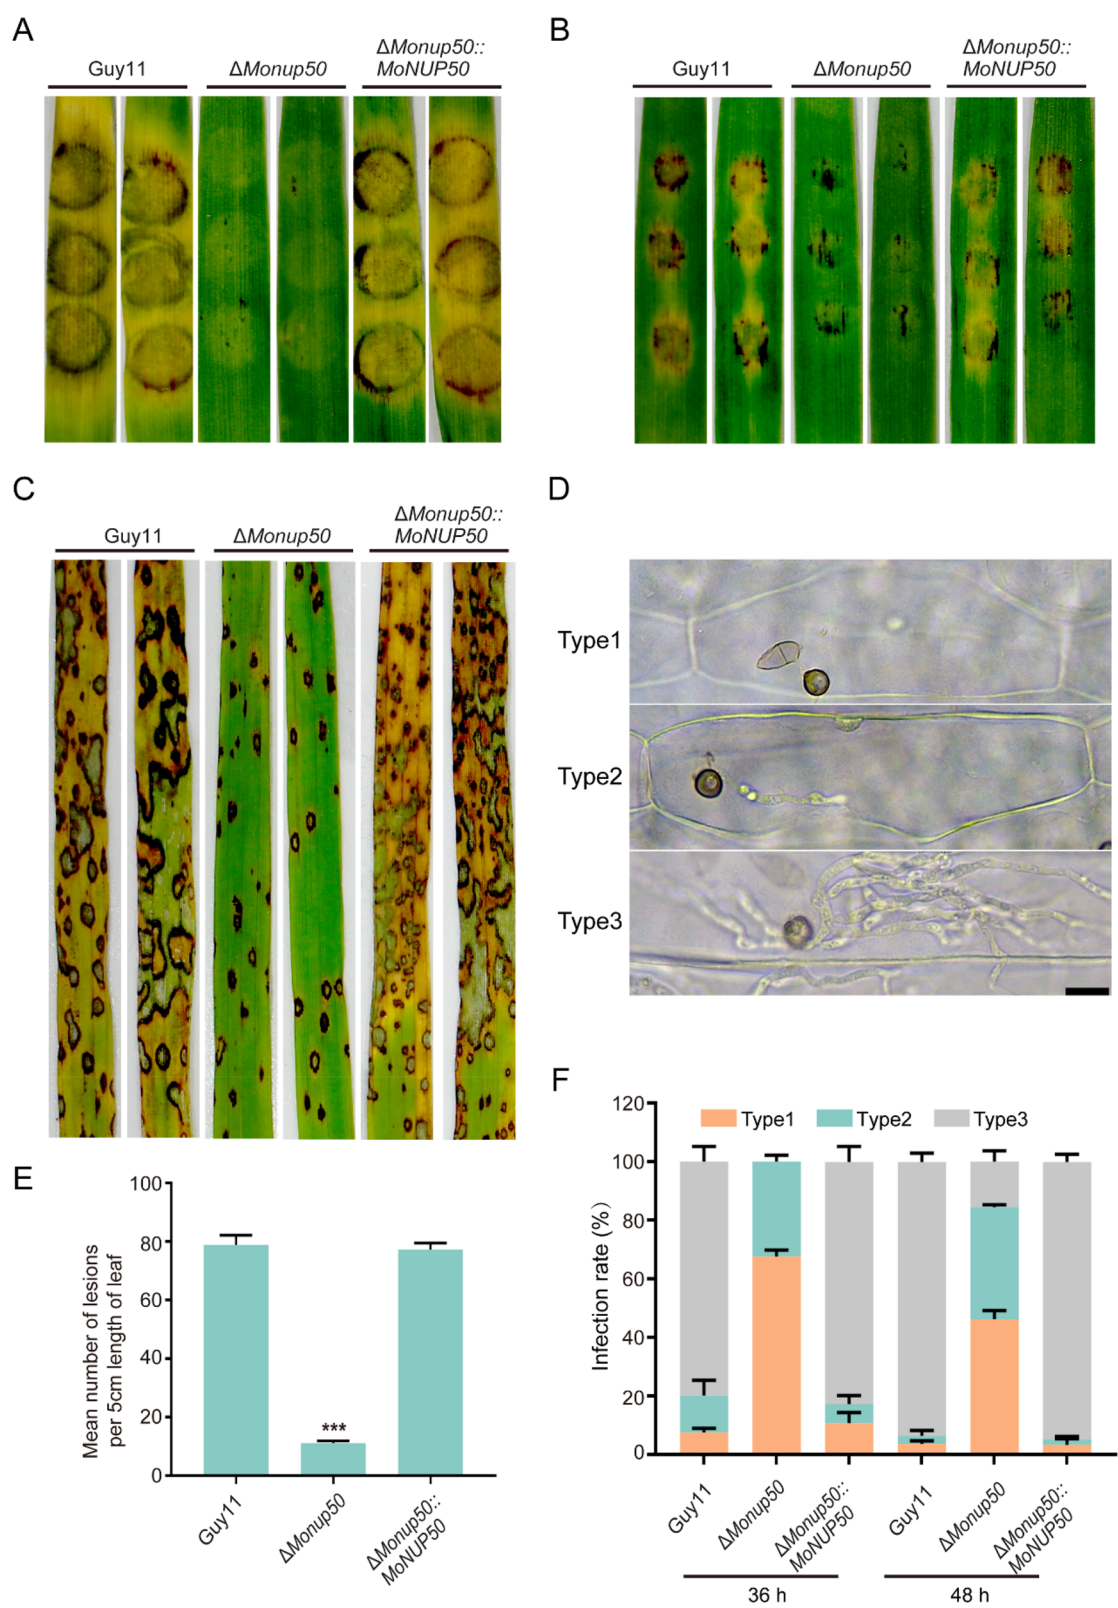 A
Guy11
ΔMonup50
ΔMonup50::
MoNUP50
B
Guy11
ΔMonup50
ΔMonup50::
MoNUP50
C
Guy11
ΔMonup50
ΔMonup50::
MoNUP50
D
Type1
Type2
Type3
E
Mean number of lesions
per 5cm length of leaf
100
80
60
40
20
0
***
Guy11
ΔMonup50
ΔMonup50::
MoNUP50
F
Infection rate (%)
120
100
80
60
40
20
0
Type1 Type2 Type3
Guy11
ΔMonup50
ΔMonup50::
MoNUP50
Guy11
ΔMonup50
ΔMonup50::
MoNUP50
36 h
48 h